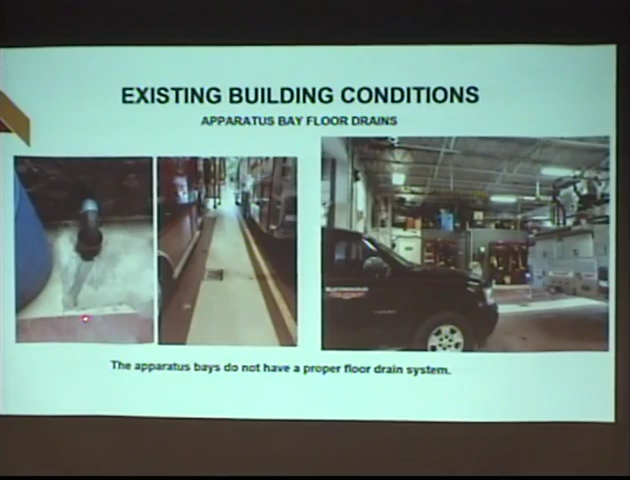 EXISTING BUILDING CONDITIONS
APPARATUS BAY FLOOR DRAINS
The apparatus bays do not have a proper floor drain system.